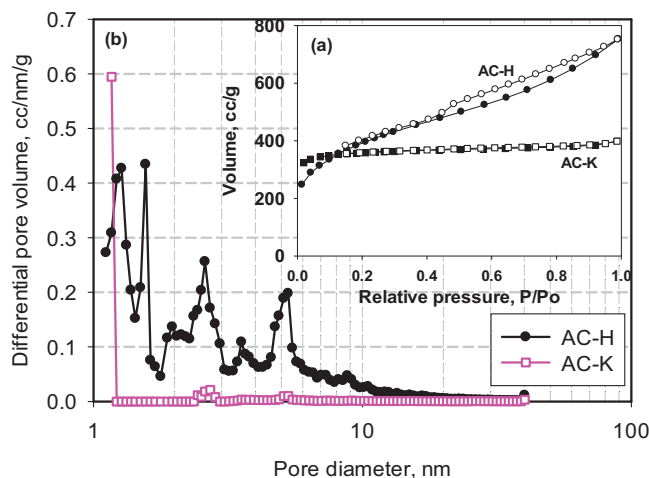 (b)
(a)
Differential pore volume, cc/nm/g
0.7
0.6
0.5
0.4
0.3
0.2
0.1
0.0
1
10
100
Pore diameter, nm
Volume, cc/g
800
600
400
200
0
0.0
0.2
0.4
0.6
0.8
1.0
Relative pressure, P/Po
AC-H
AC-K
AC-H
AC-K